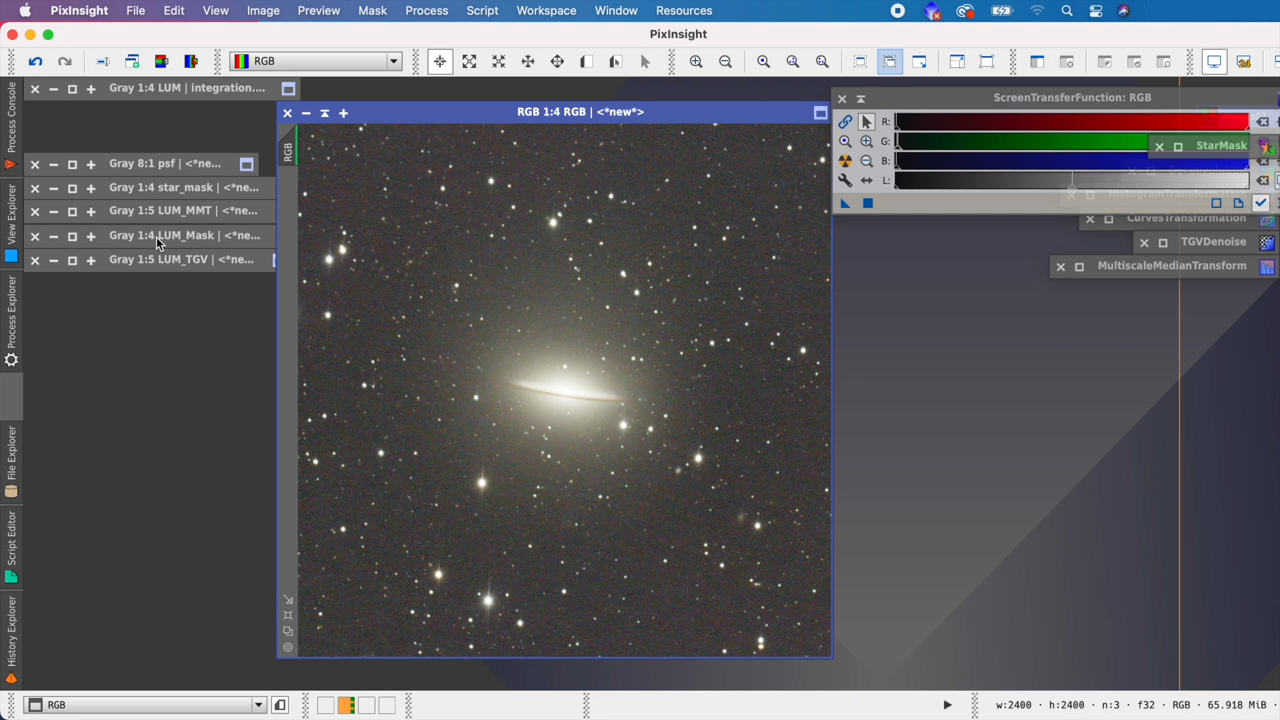 PixInsight File Edit View Image Preview Mask Process Script Workspace Window Resources
PixInsight
RGB
Process Console
View Explorer
Process Explorer
File Explorer
Script Editor
History Explorer
Gray 1:4 LUM | integration....
Gray 8:1 psf | <*ne...
Gray 1:4 star_mask | <*ne...
Gray 1:5 LUM_MMT | <*ne...
Gray 1:4 LUM_Mask | <*ne...
Gray 1:5 LUM_TGV | <*ne...
RGB 1:4 RGB | <*new*>
RGB
ScreenTransferFunction: RGB
R:
G:
B:
L:
StarMask
HistogramTransformation
CurvesTransformation
TGVDenoise
MultiscaleMedianTransform
RGB
w:2400 · h:2400 · n:3 · f32 · RGB · 65.918 MiB ·